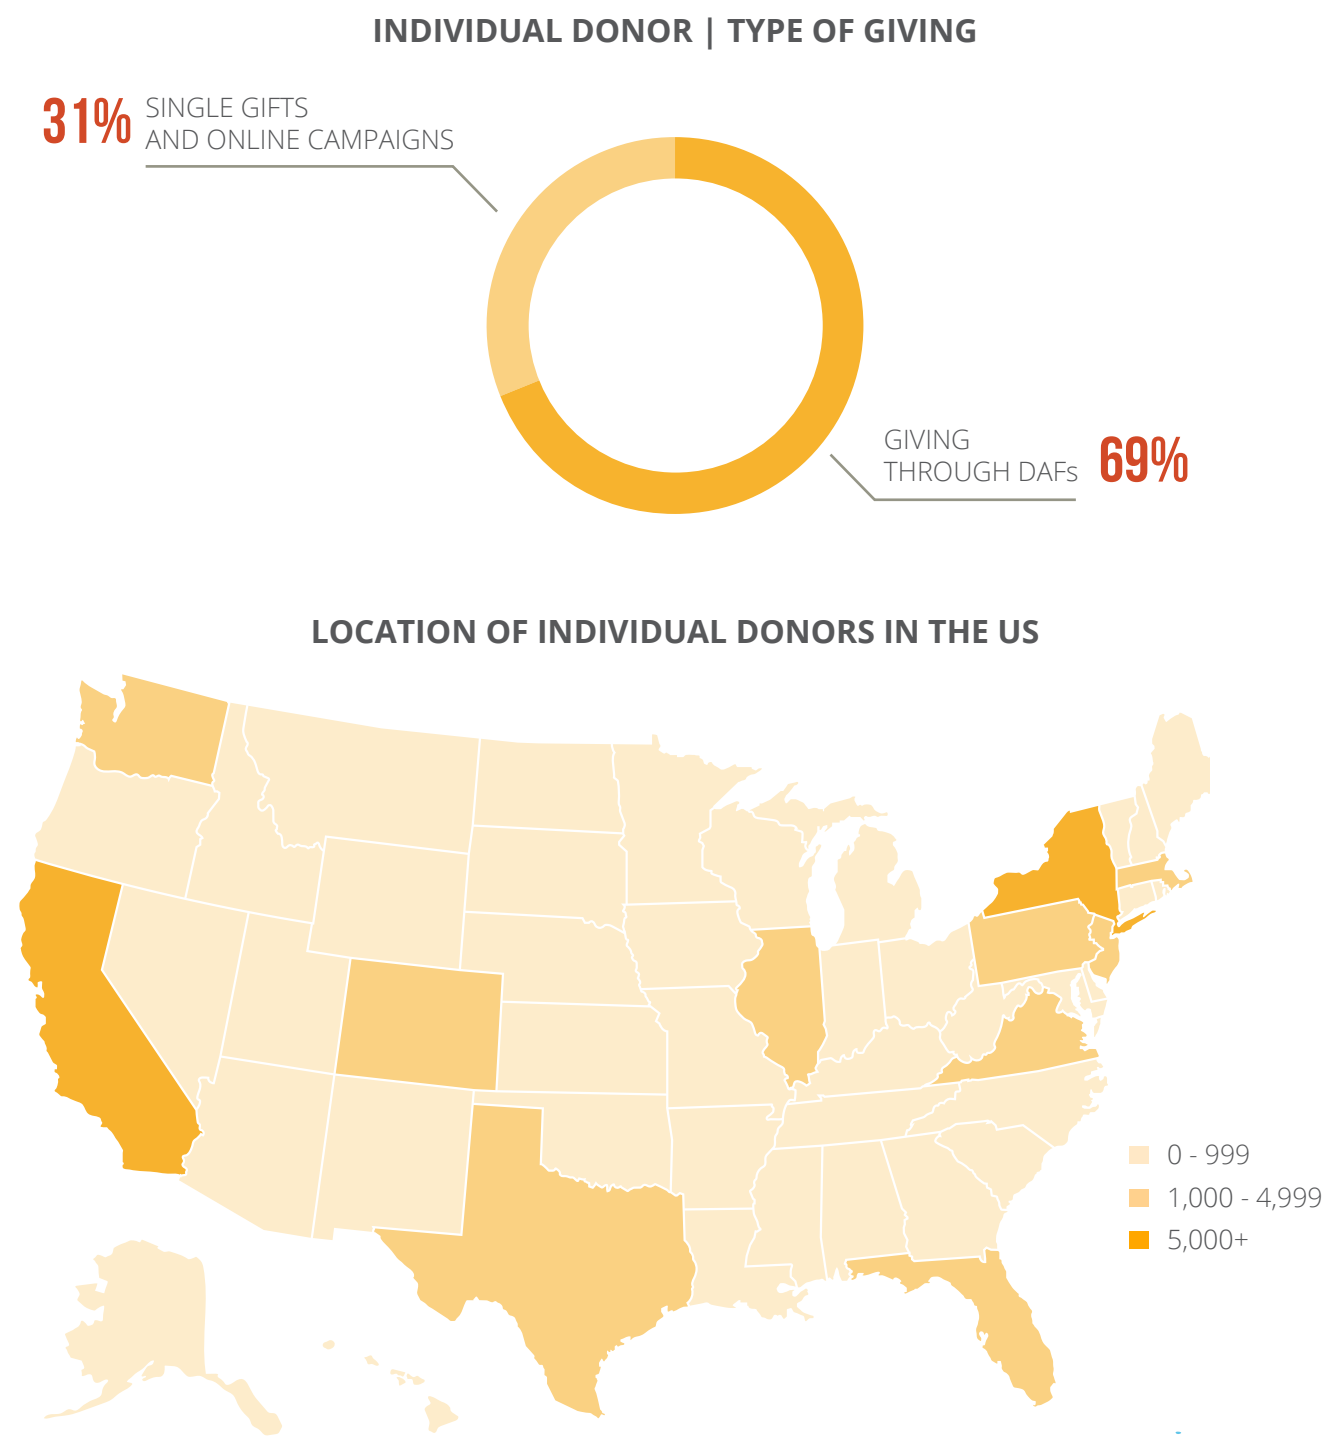 INDIVIDUAL DONOR | TYPE OF GIVING
31%
SINGLE GIFTS
AND ONLINE CAMPAIGNS
GIVING
THROUGH DAFs
69%
LOCATION OF INDIVIDUAL DONORS IN THE US
0 - 999
1,000 - 4,999
5,000+